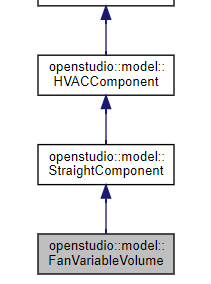 openstudio::model::
HVACComponent
openstudio::model::
StraightComponent
openstudio::model::
FanVariableVolume